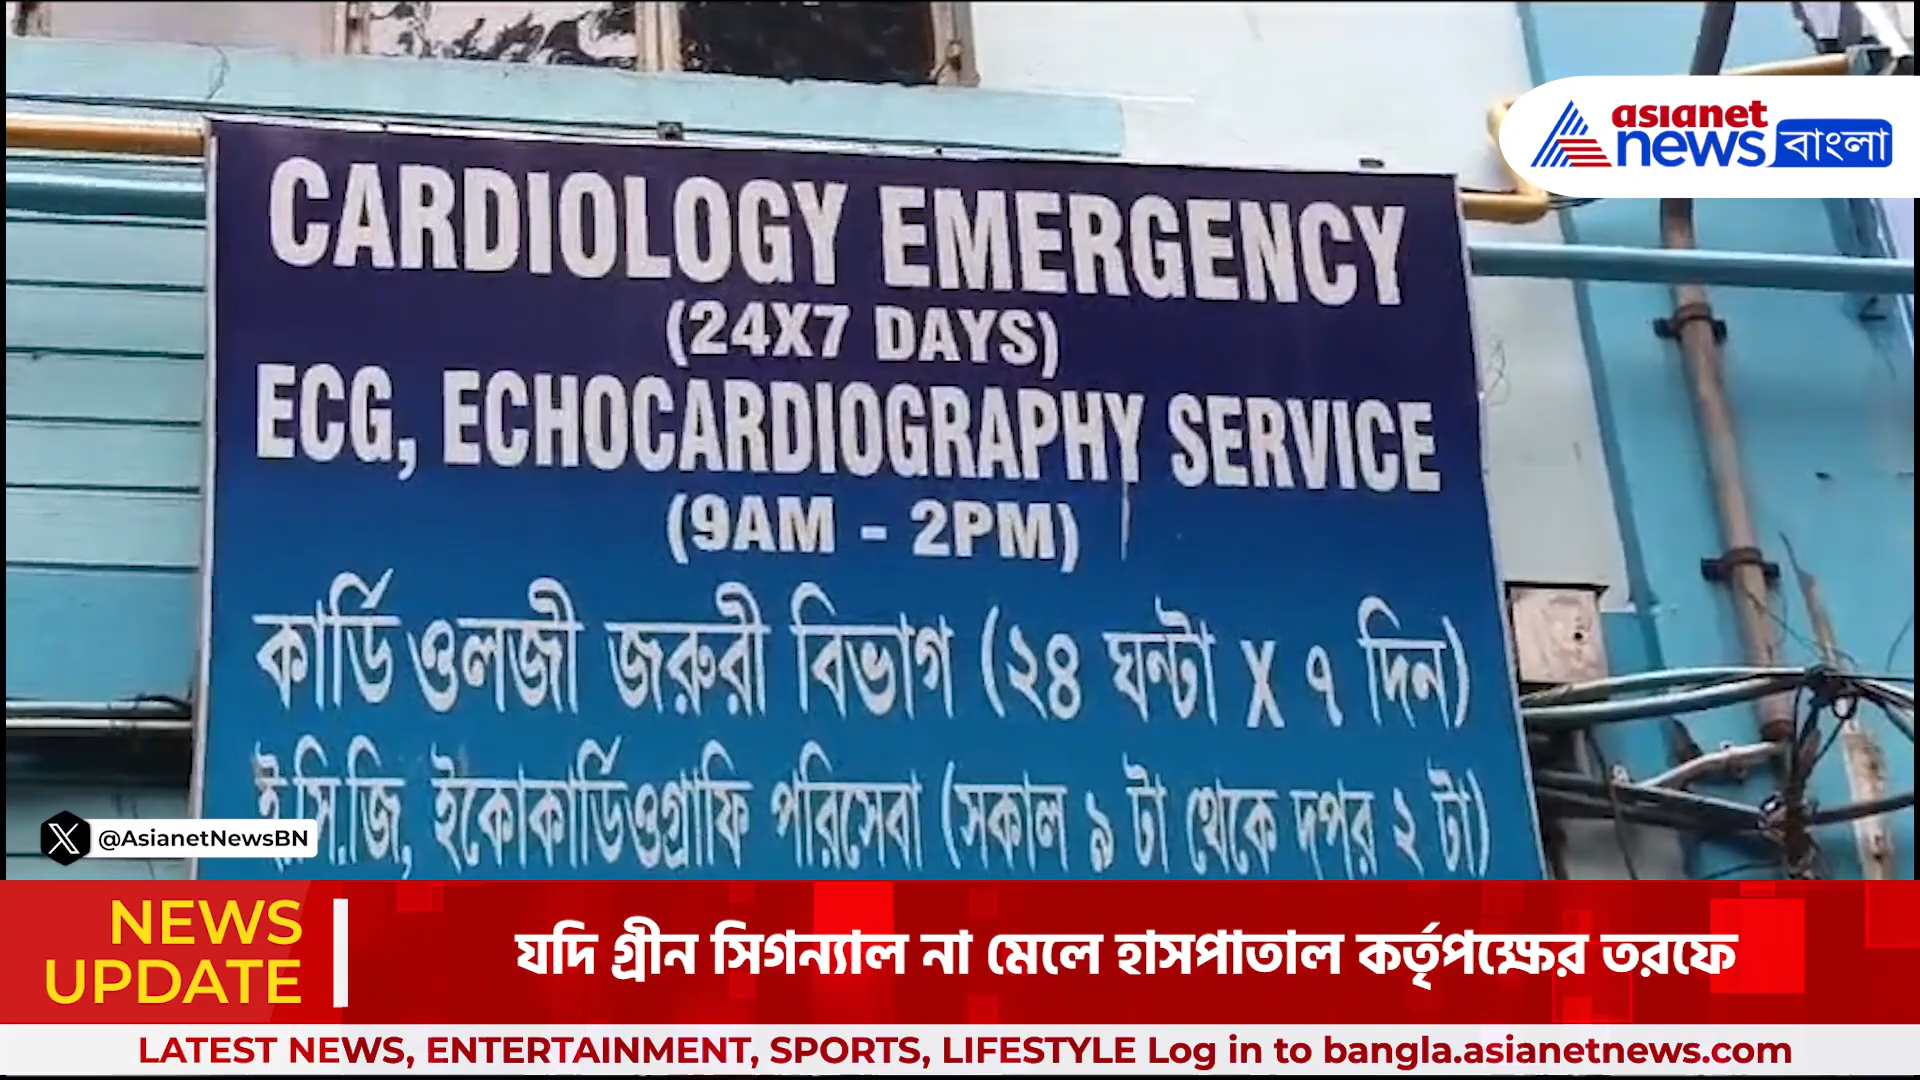 asianet
news বাংলা
CARDIOLOGY EMERGENCY
(24X7 DAYS)
ECG, ECHOCARDIOGRAPHY SERVICE
(9AM - 2PM)
কার্ডিওলজী জরুরী বিভাগ (২৪ ঘন্টা X ৭ দিন)
ই.সি.জি, ইকোকার্ডিওগ্রাফি পরিসেবা (সকাল ৯ টা থেকে দুপুর ২ টা)
@AsianetNewsBN
NEWS
UPDATE
যদি গ্রীন সিগন্যাল না মেলে হাসপাতাল কর্তৃপক্ষের তরফে
LATEST NEWS, ENTERTAINMENT, SPORTS, LIFESTYLE Log in to bangla.asianetnews.com